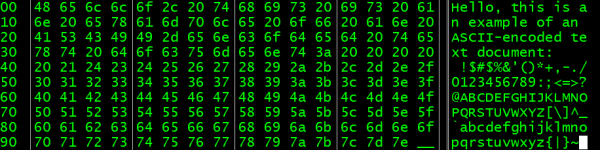 00 48 65 6c 6c 6f 2c 20 74 68 69 73 20 69 73 20 61 Hello, this is a
10 6e 20 65 78 61 6d 70 6c 65 20 6f 66 20 61 6e 20 n example of an
20 41 53 43 49 49 2d 65 6e 63 6f 64 65 64 20 74 65 ASCII-encoded te
30 78 74 20 64 6f 63 75 6d 65 6e 74 3a 20 20 20 20 xt document:
40 20 21 22 23 24 25 26 27 28 29 2a 2b 2c 2d 2e 2f !"#$%&'()*+,-./
50 30 31 32 33 34 35 36 37 38 39 3a 3b 3c 3d 3e 3f 0123456789:;<=>?
60 40 41 42 43 44 45 46 47 48 49 4a 4b 4c 4d 4e 4f @ABCDEFGHIJKLMNO
70 50 51 52 53 54 55 56 57 58 59 5a 5b 5c 5d 5e 5f PQRSTUVWXYZ[\]^_
80 60 61 62 63 64 65 66 67 68 69 6a 6b 6c 6d 6e 6f `abcdefghijklmno
90 70 71 72 73 74 75 76 77 78 79 7a 7b 7c 7d 7e __ pqrstuvwxyz{|}~